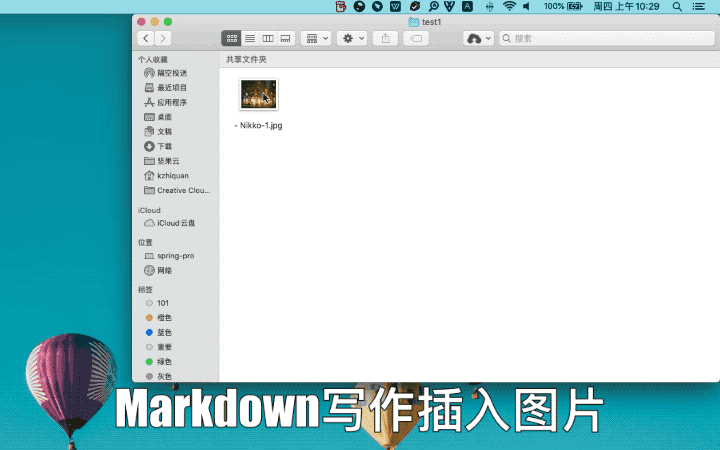 100%
周四 上午10:29
test1
搜索
个人收藏
隔空投送
最近项目
应用程序
桌面
文稿
下载
坚果云
kzhiquan
Creative Clou...
iCloud
iCloud 云盘
位置
spring-pro
网络
标签
101
橙色
蓝色
重要
绿色
灰色
共享文件夹
- Nikko-1.jpg
Markdown写作插入图片